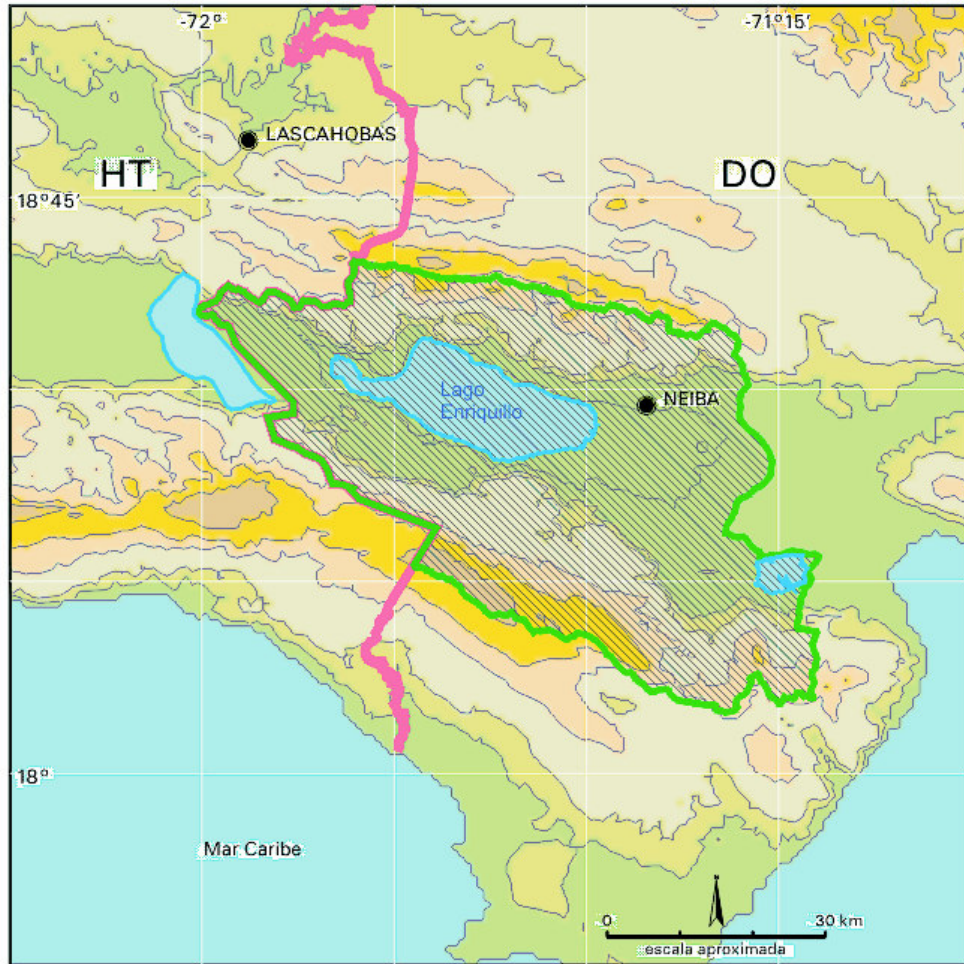 -72°
-71°15'
LASCAHOBAS
HT
DO
18°45'
Lago
Enriquillo
NEIBA
18°
Mar Caribe
N
0
30 km
escala aproximada